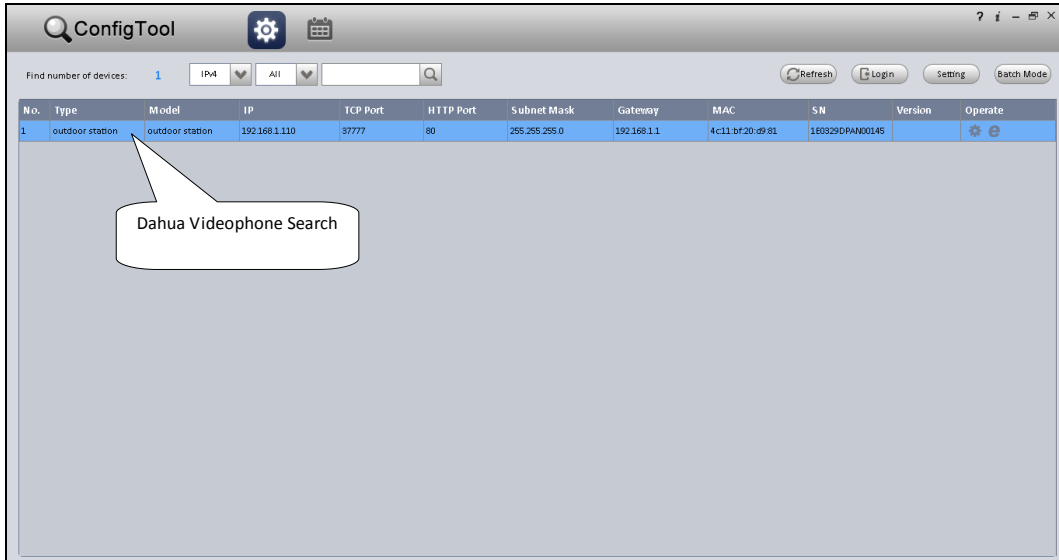 ConfigTool
? i
Find number of devices: 1 IPv4 All Refresh Login Setting Batch Mode
No. Type Model IP TCP Port HTTP Port Subnet Mask Gateway MAC SN Version Operate
1 outdoor station outdoor station 192.168.1.110 37777 80 255.255.255.0 192.168.1.1 4c:11:bf:20:d9:81 1E0329DPAN00145
Dahua Videophone Search